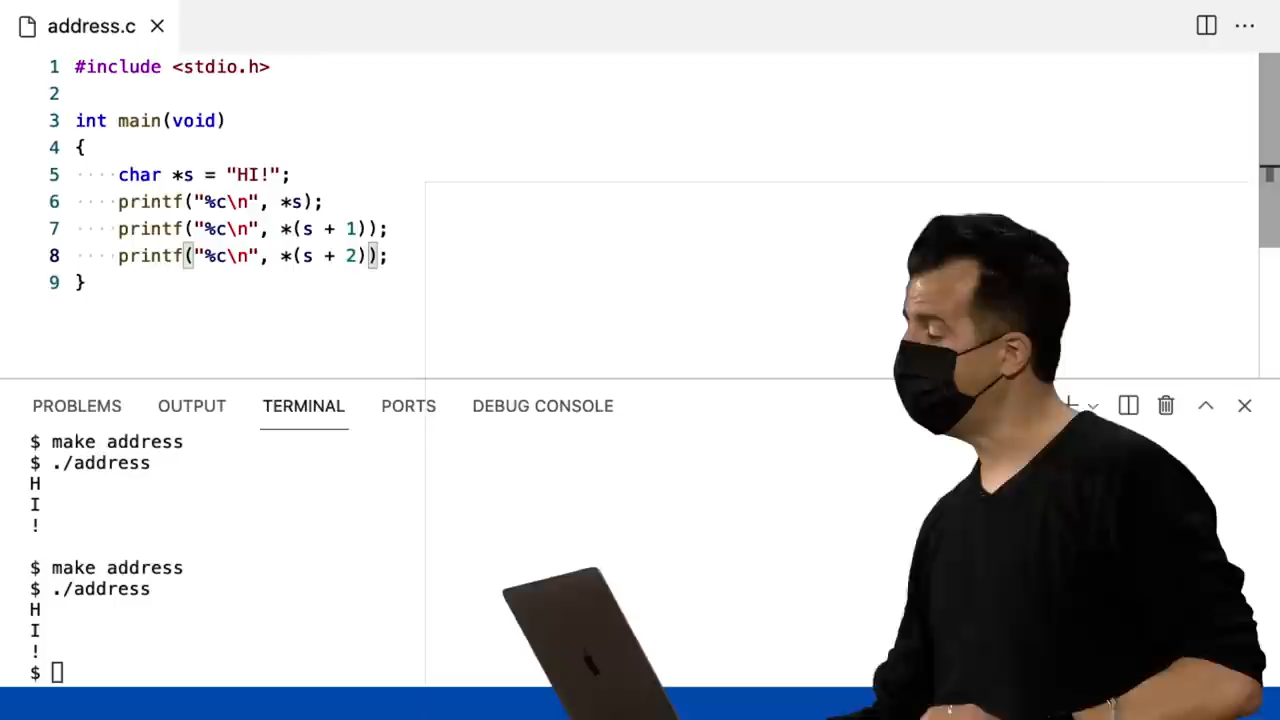 address.c
1 #include <stdio.h>
2
3 int main(void)
4 {
5 char *s = "HI!";
6 printf("%c\n", *s);
7 printf("%c\n", *(s + 1));
8 printf("%c\n", *(s + 2));
9 }
PROBLEMS OUTPUT TERMINAL PORTS DEBUG CONSOLE
$ make address
$ ./address
H
I
!
$ make address
$ ./address
H
I
!
$